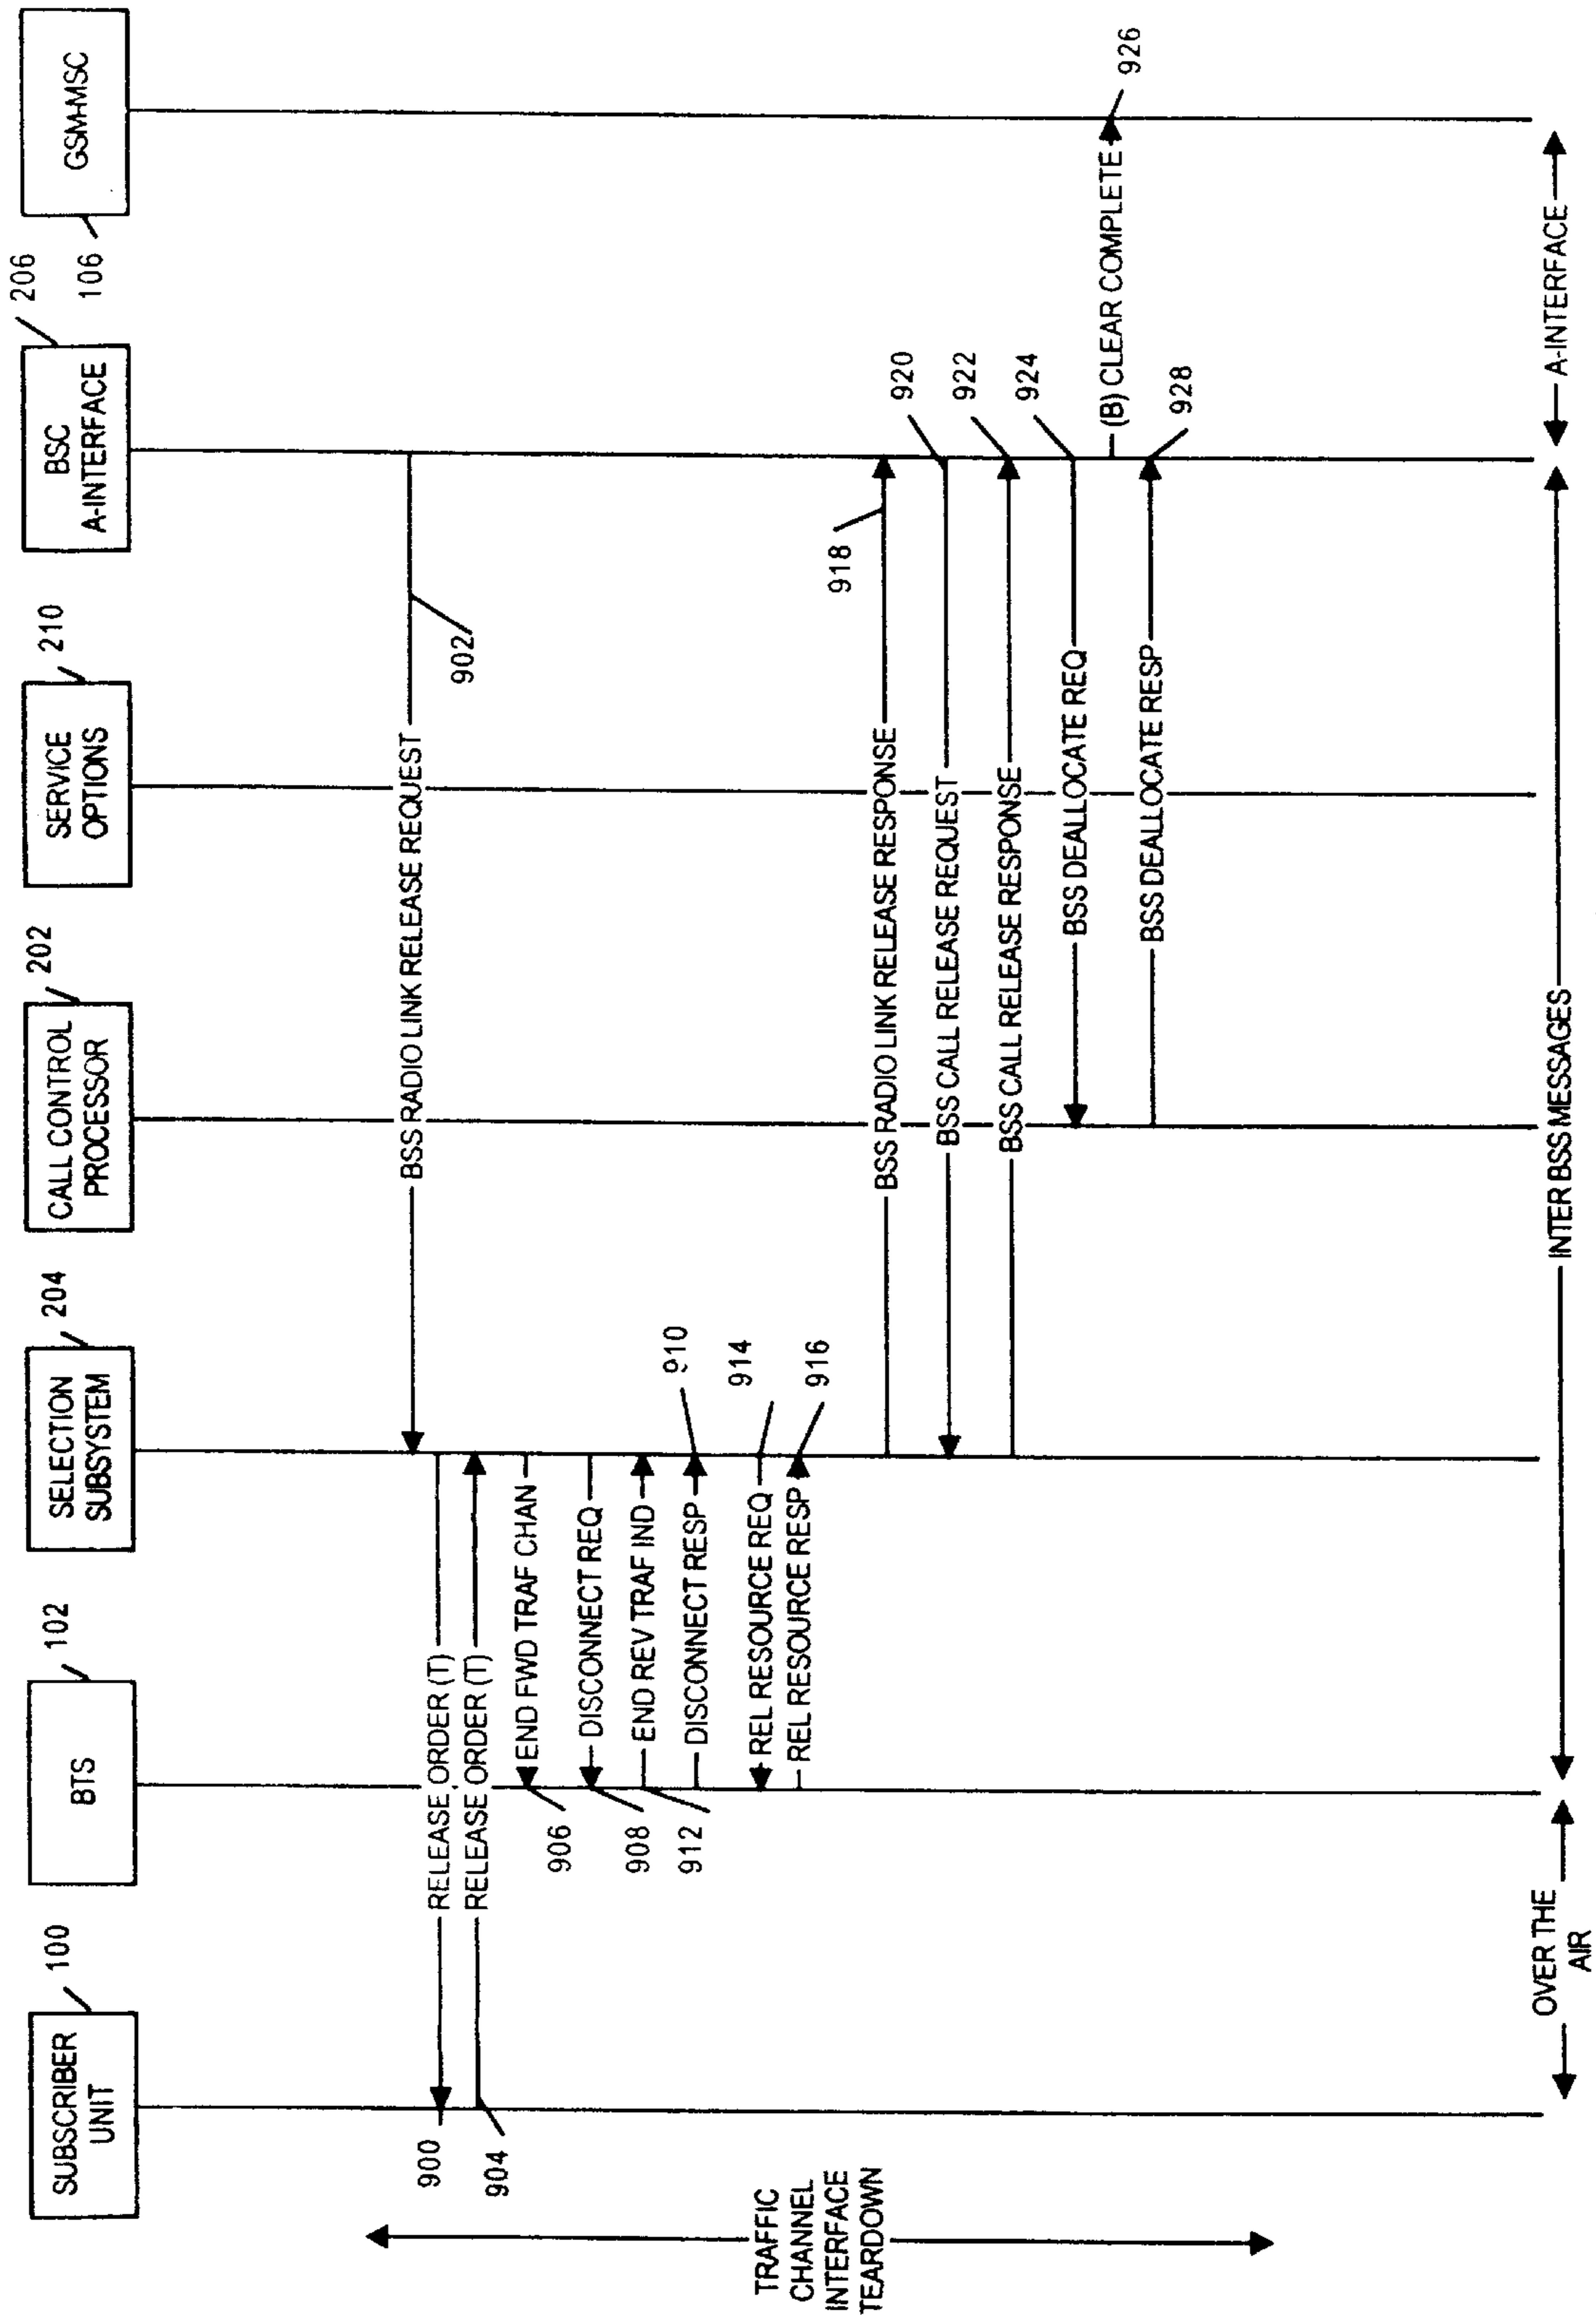 SUBSCRIBER
UNIT
100
BTS
102
SELECTION
SUBSYSTEM
204
CALL CONTROL
PROCESSOR
202
SERVICE
OPTIONS
210
BSC
A-INTERFACE
206
GSM-MSC
106
BSS RADIO LINK RELEASE REQUEST
902
900
RELEASE ORDER (T)
904
RELEASE ORDER (T)
END FWD TRAF CHAN
906
DISCONNECT REQ
908
END REV TRAF IND
912
DISCONNECT RESP
910
REL RESOURCE REQ
914
REL RESOURCE RESP
916
BSS RADIO LINK RELEASE RESPONSE
918
BSS CALL RELEASE REQUEST
920
BSS CALL RELEASE RESPONSE
922
BSS DEALLOCATE REQ
924
(B) CLEAR COMPLETE
926
BSS DEALLOCATE RESP
928
TRAFFIC
CHANNEL
INTERFACE
TEARDOWN
OVER THE
AIR
INTER BSS MESSAGES
A-INTERFACE